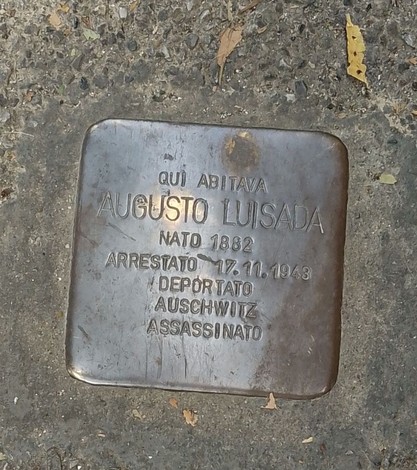 QUI ABITAVA
AUGUSTO LUISADA
NATO 1882
ARRESTATO 17.11.1943
DEPORTATO
AUSCHWITZ
ASSASSINATO